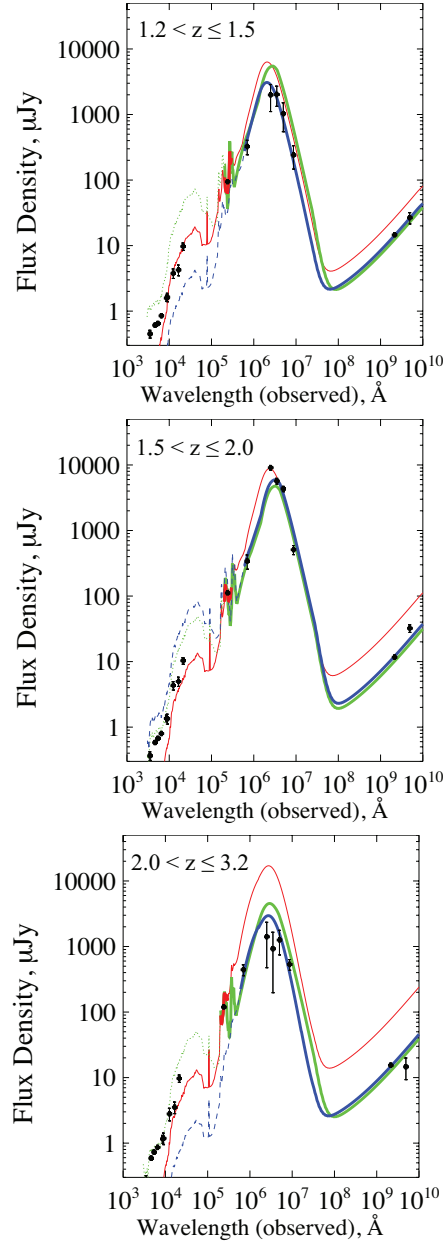 1.2 < z ≤ 1.5
10000
1000
100
10
1
Flux Density, μJy
10³ 10⁴ 10⁵ 10⁶ 10⁷ 10⁸ 10⁹ 10¹⁰
Wavelength (observed), Å
1.5 < z ≤ 2.0
10000
1000
100
10
1
Flux Density, μJy
10³ 10⁴ 10⁵ 10⁶ 10⁷ 10⁸ 10⁹ 10¹⁰
Wavelength (observed), Å
2.0 < z ≤ 3.2
10000
1000
100
10
1
Flux Density, μJy
10³ 10⁴ 10⁵ 10⁶ 10⁷ 10⁸ 10⁹ 10¹⁰
Wavelength (observed), Å